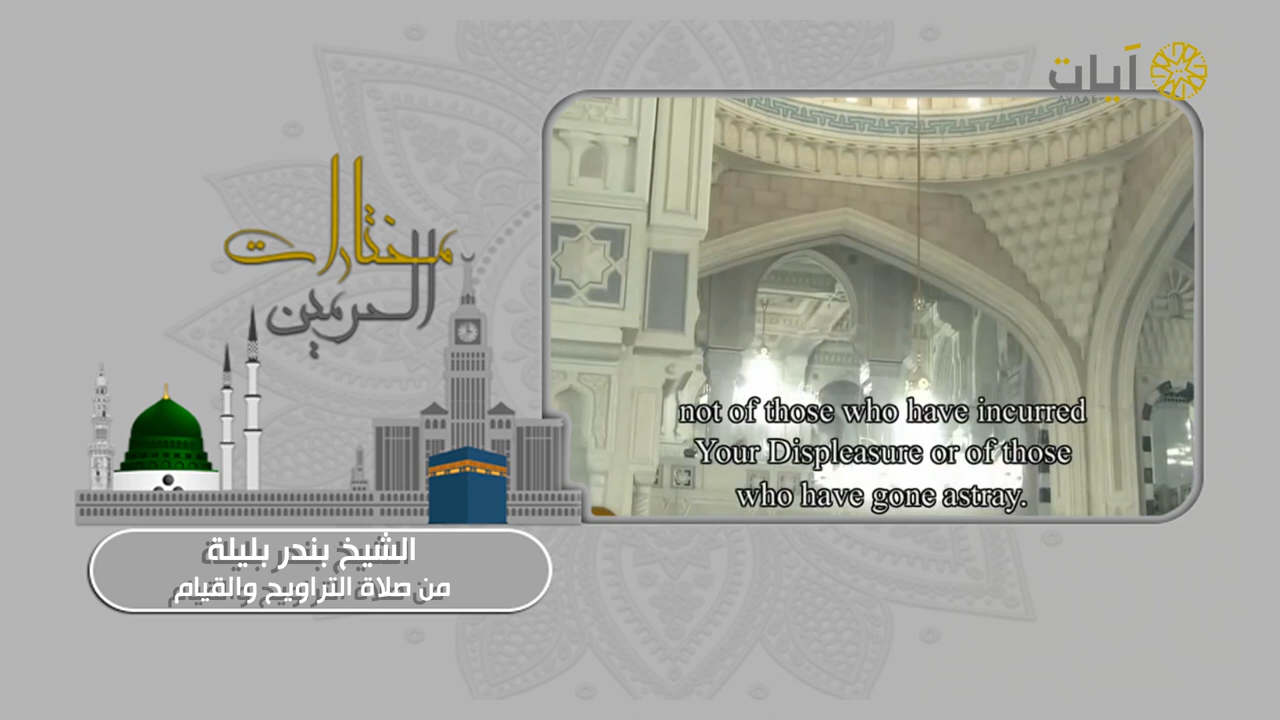 آيات
AYAAT
مختارات
الحرمين
not of those who have incurred
Your Displeasure or of those
who have gone astray.
الشيخ بندر بليلة
من صلاة التراويح والقيام